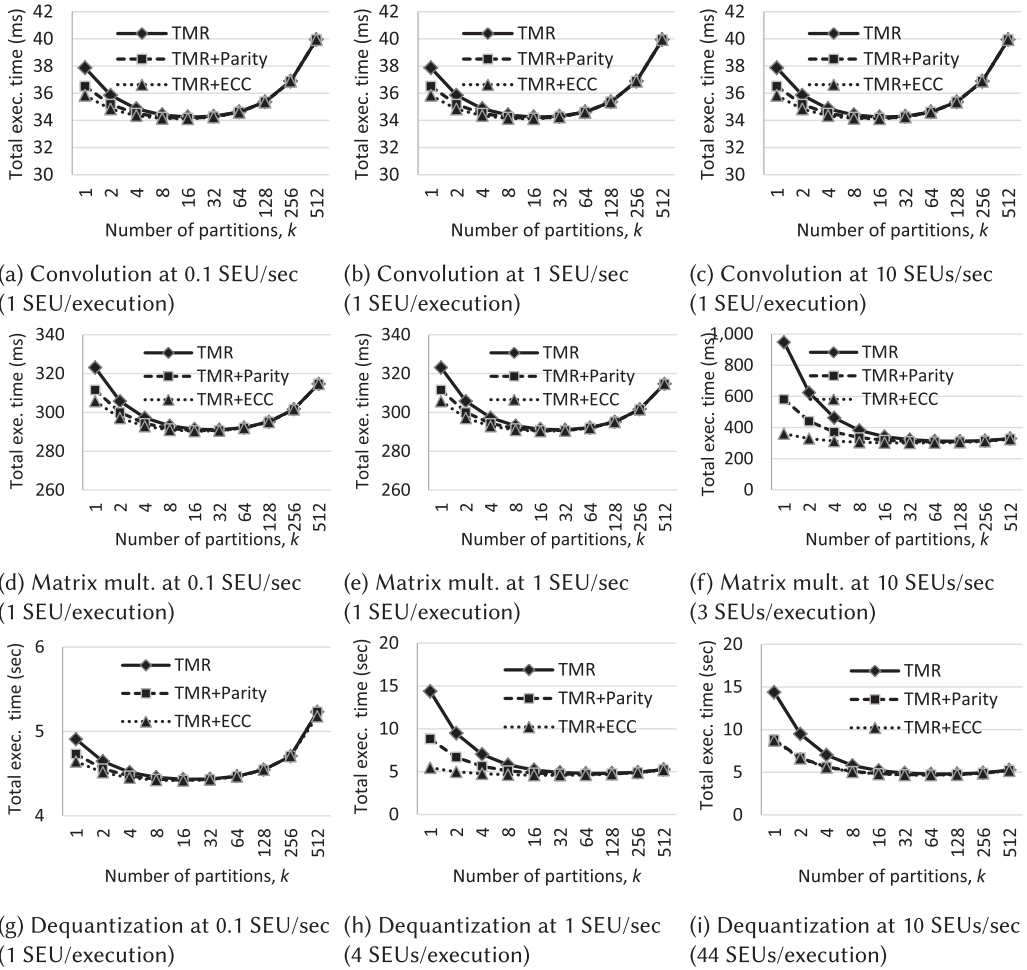 Total exec. time (ms)
42
40
38
36
34
32
30
TMR
TMR+Parity
TMR+ECC
1 2 4 8 16 32 64 128 256 512
Number of partitions, k
(a) Convolution at 0.1 SEU/sec
(1 SEU/execution)
Total exec. time (ms)
42
40
38
36
34
32
30
TMR
TMR+Parity
TMR+ECC
1 2 4 8 16 32 64 128 256 512
Number of partitions, k
(b) Convolution at 1 SEU/sec
(1 SEU/execution)
Total exec. time (ms)
42
40
38
36
34
32
30
TMR
TMR+Parity
TMR+ECC
1 2 4 8 16 32 64 128 256 512
Number of partitions, k
(c) Convolution at 10 SEUs/sec
(1 SEU/execution)
Total exec. time (ms)
340
320
300
280
260
TMR
TMR+Parity
TMR+ECC
1 2 4 8 16 32 64 128 256 512
Number of partitions, k
(d) Matrix mult. at 0.1 SEU/sec
(1 SEU/execution)
Total exe. time (ms)
340
320
300
280
260
TMR
TMR+Parity
TMR+ECC
1 2 4 8 16 32 64 128 256 512
Number of partitions, k
(e) Matrix mult. at 1 SEU/sec
(1 SEU/execution)
Total exec. time (ms)
1,000
800
600
400
200
0
TMR
TMR+Parity
TMR+ECC
1 2 4 8 16 32 64 128 256 512
Number of partitions, k
(f) Matrix mult. at 10 SEUs/sec
(3 SEUs/execution)
Total exec. time (sec)
6
5
4
TMR
TMR+Parity
TMR+ECC
1 2 4 8 16 32 64 128 256 512
Number of partitions, k
(g) Dequantization at 0.1 SEU/sec
(1 SEU/execution)
Total exec. time (sec)
20
15
10
5
0
TMR
TMR+Parity
TMR+ECC
1 2 4 8 16 32 64 128 256 512
Number of partitions, k
(h) Dequantization at 1 SEU/sec
(4 SEUs/execution)
Total exec. time (sec)
20
15
10
5
0
TMR
TMR+Parity
TMR+ECC
1 2 4 8 16 32 64 128 256 512
Number of partitions, k
(i) Dequantization at 10 SEUs/sec
(44 SEUs/execution)